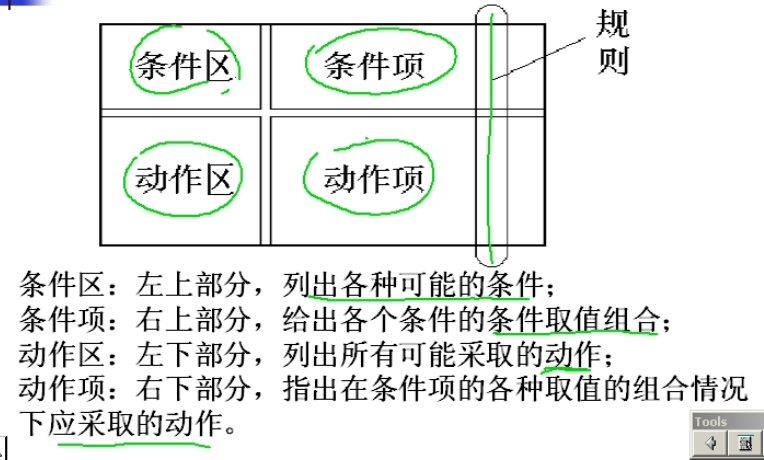 条件区 条件项
规
则
动作区 动作项
条件区：左上部分，列出各种可能的条件；
条件项：右上部分，给出各个条件的条件取值组合；
动作区：左下部分，列出所有可能采取的动作；
动作项：右下部分，指出在条件项的各种取值的组合情况
下应采取的动作。
Tools